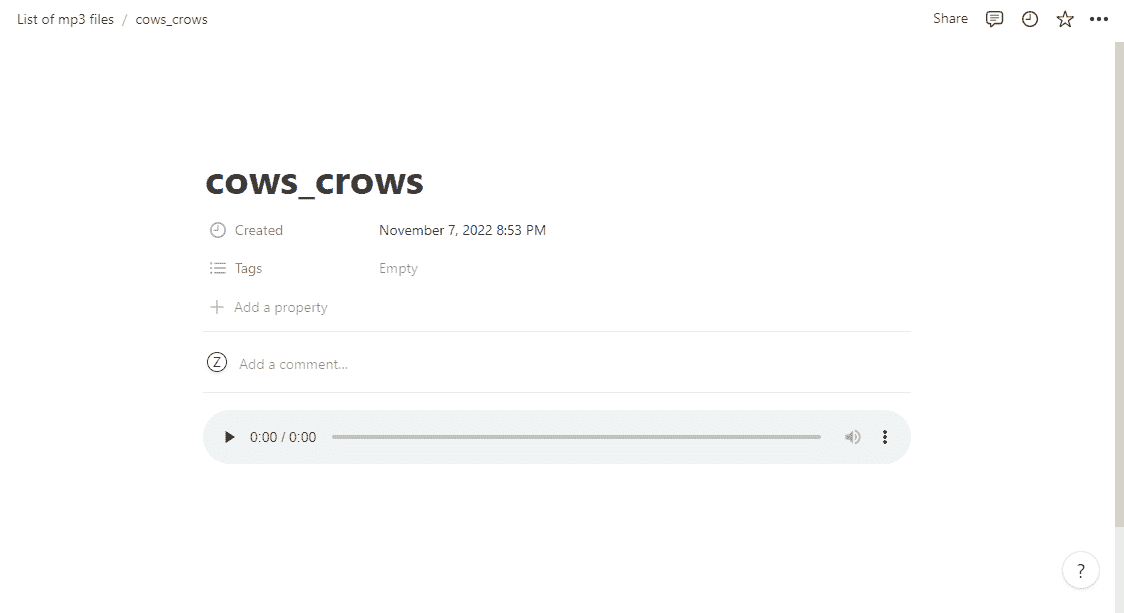 List of mp3 files / cows_crows
Share
cows_crows
Created November 7, 2022 8:53 PM
Tags Empty
Add a property
Z Add a comment...
0:00 / 0:00
?